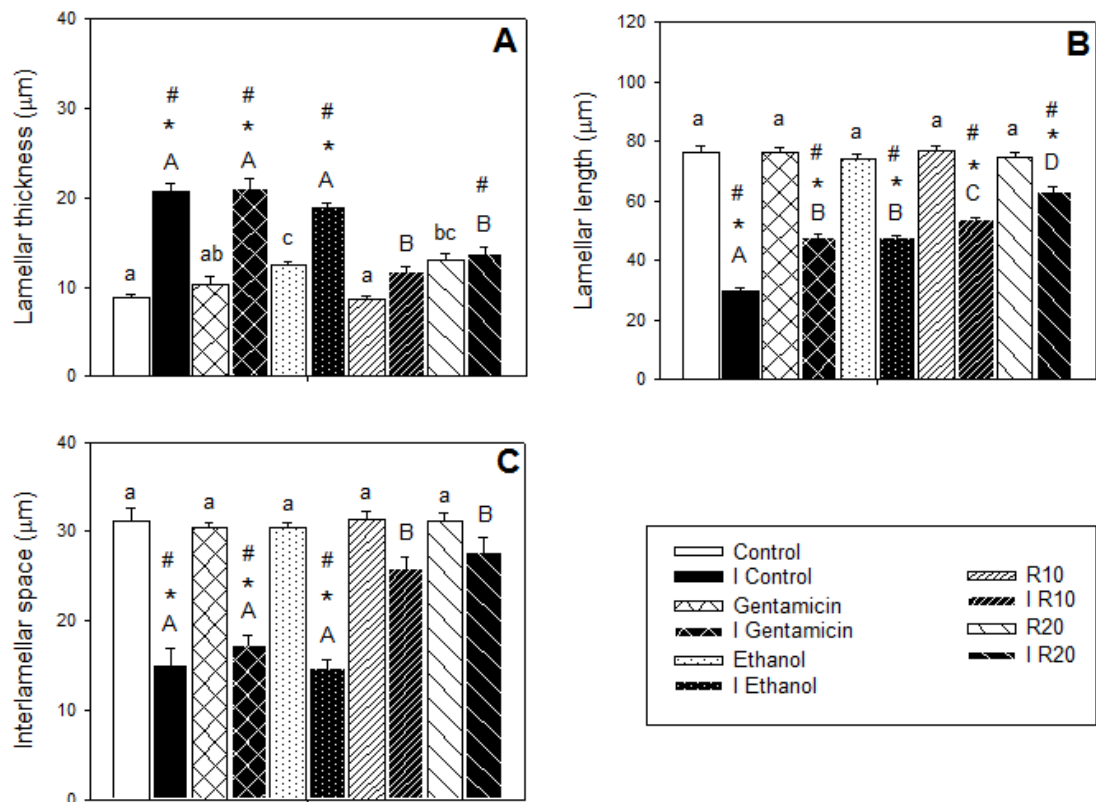 A
Lamellar thickness (μm)
40
30
20
10
0
a
#
*
A
ab
#
*
A
c
#
*
A
a
B
bc
#
B
B
Lamellar length (μm)
120
100
80
60
40
20
0
a
#
*
A
a
#
*
B
a
#
*
B
a
#
*
C
a
#
*
D
C
Interlamellar space (μm)
40
30
20
10
0
a
#
*
A
a
#
*
A
a
#
*
A
a
B
a
B
Control
I Control
Gentamicin
I Gentamicin
Ethanol
I Ethanol
R10
I R10
R20
I R20